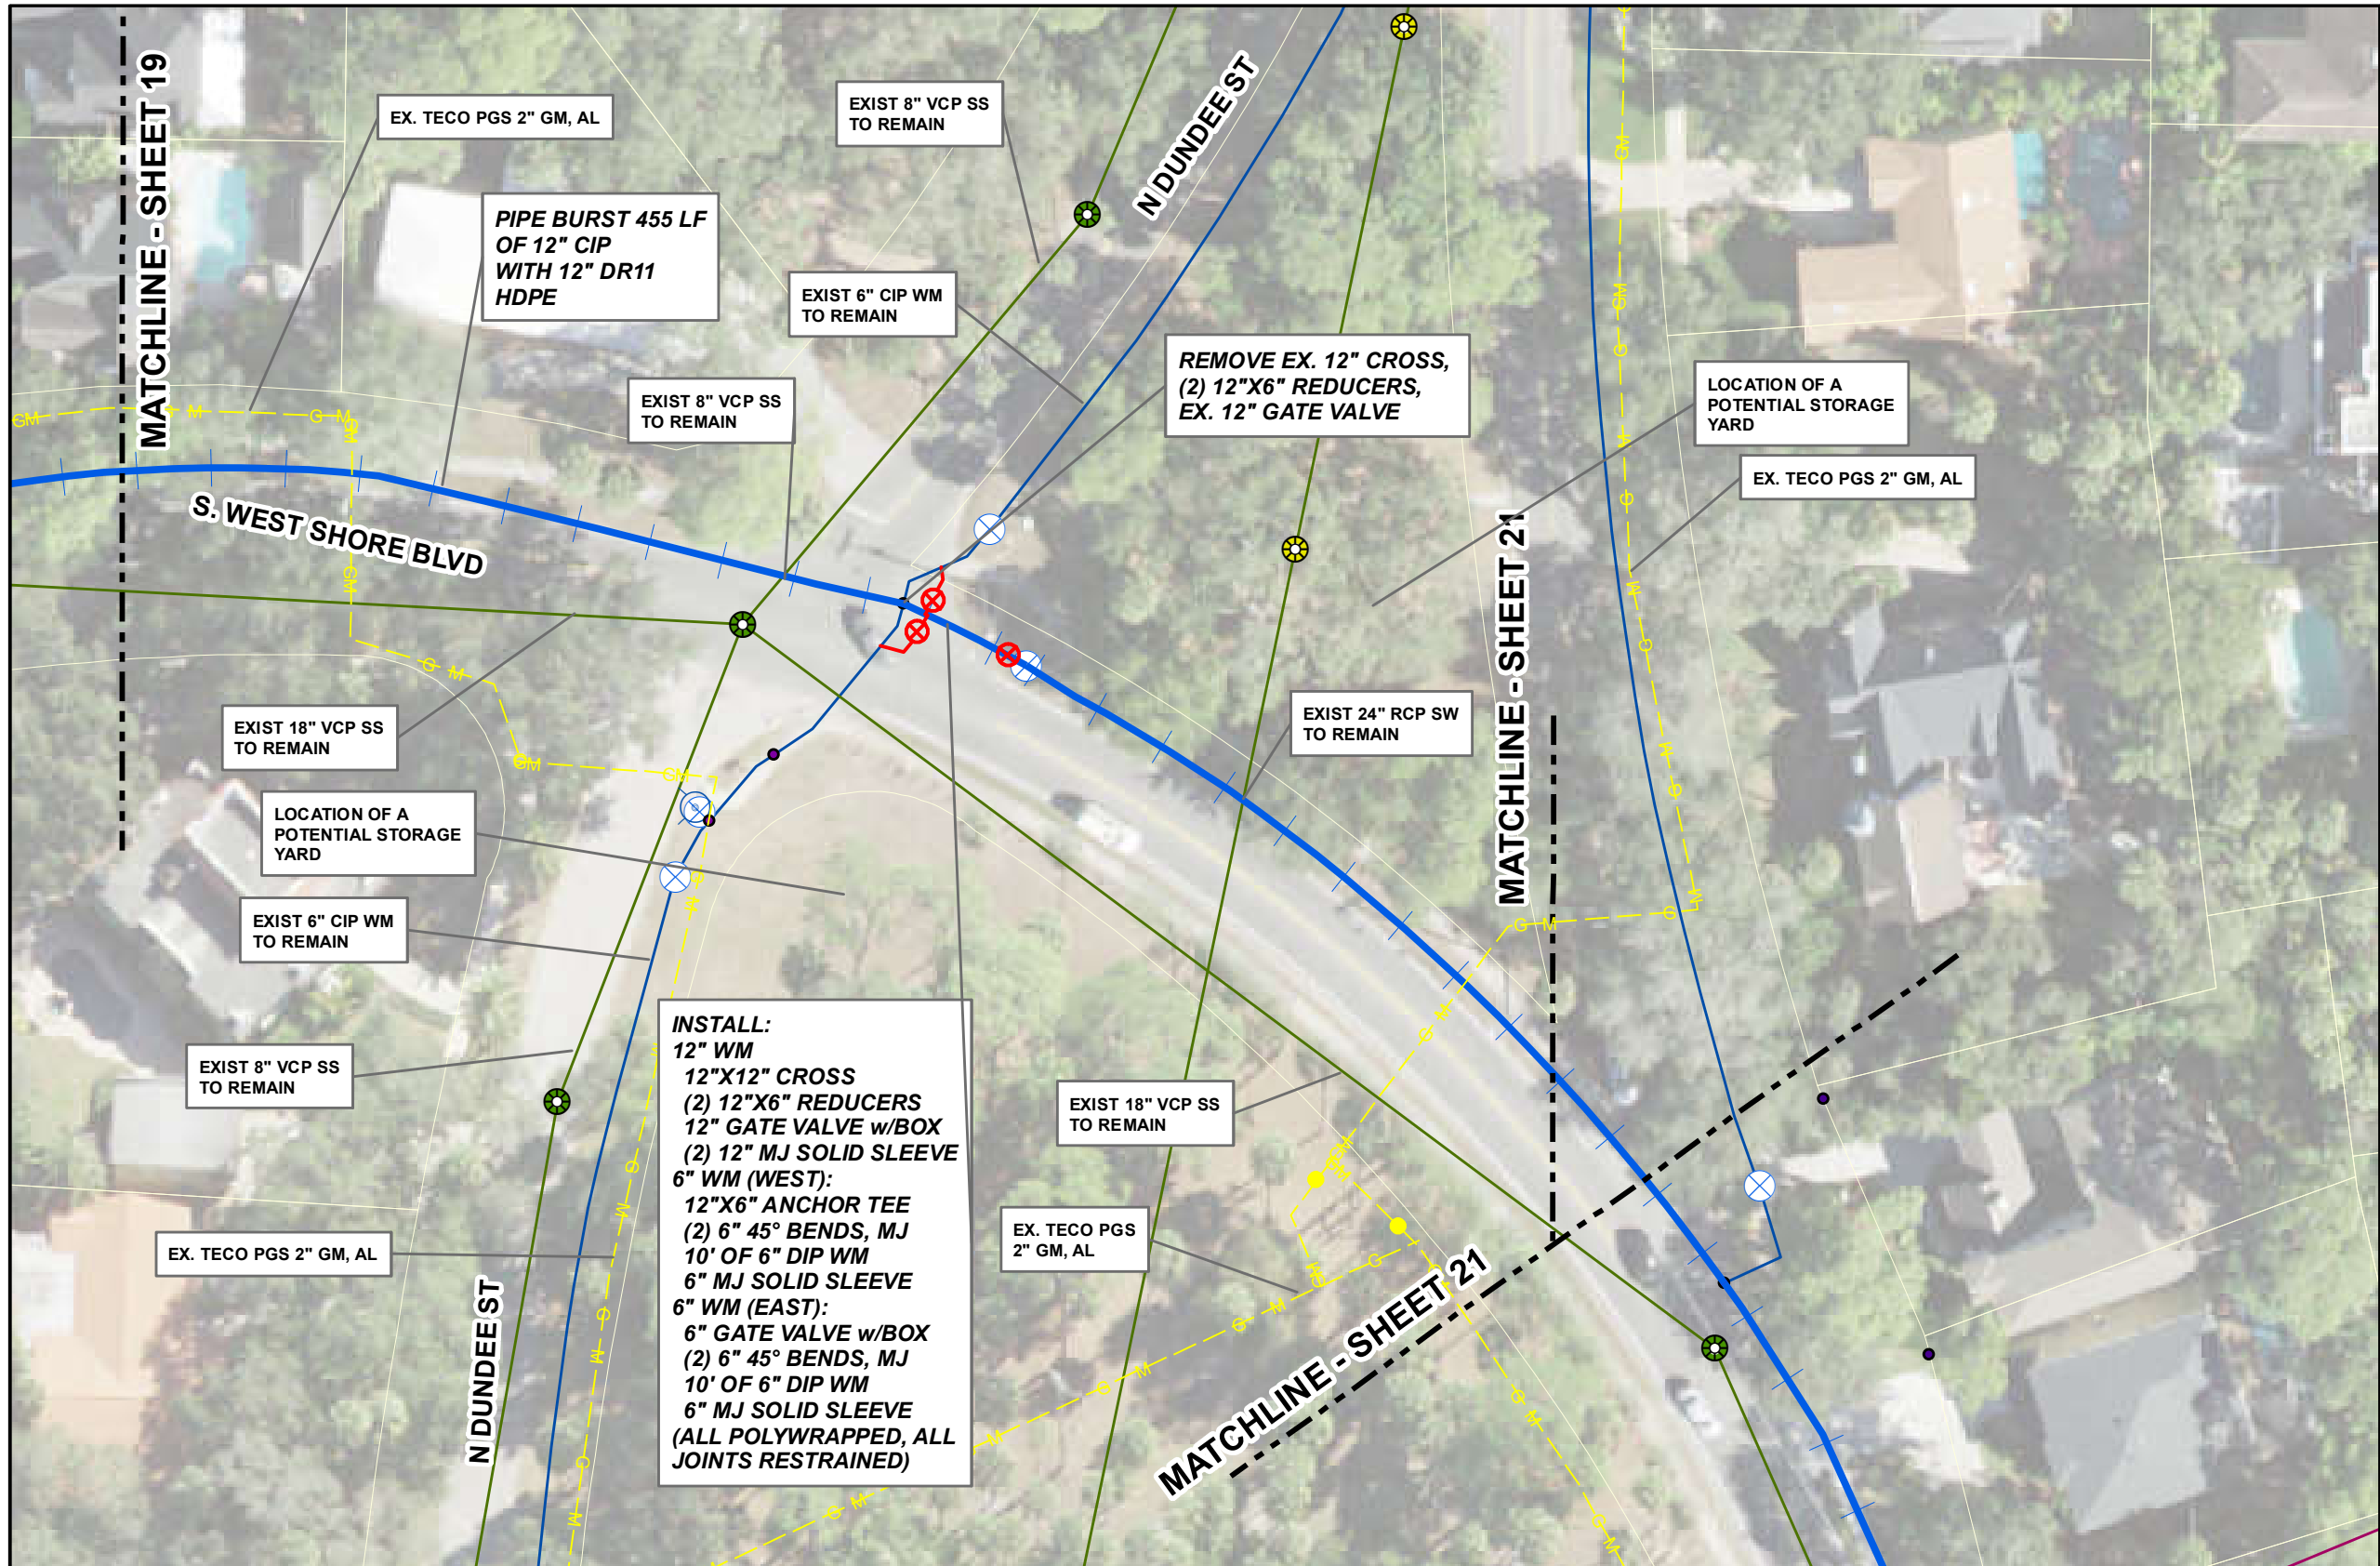 MATCHLINE - SHEET 19
EX. TECO PGS 2" GM, AL
EXIST 8" VCP SS
TO REMAIN
N DUNDEE ST
PIPE BURST 455 LF
OF 12" CIP
WITH 12" DR11
HDPE
EXIST 6" CIP WM
TO REMAIN
REMOVE EX. 12" CROSS,
(2) 12"X6" REDUCERS,
EX. 12" GATE VALVE
EXIST 8" VCP SS
TO REMAIN
LOCATION OF A
POTENTIAL STORAGE
YARD
EX. TECO PGS 2" GM, AL
S. WEST SHORE BLVD
MATCHLINE - SHEET 21
EXIST 18" VCP SS
TO REMAIN
EXIST 24" RCP SW
TO REMAIN
LOCATION OF A
POTENTIAL STORAGE
YARD
EXIST 6" CIP WM
TO REMAIN
EXIST 8" VCP SS
TO REMAIN
INSTALL:
12" WM
12"X12" CROSS
(2) 12"X6" REDUCERS
12" GATE VALVE w/BOX
(2) 12" MJ SOLID SLEEVE
6" WM (WEST):
12"X6" ANCHOR TEE
(2) 6" 45° BENDS, MJ
10' OF 6" DIP WM
6" MJ SOLID SLEEVE
6" WM (EAST):
6" GATE VALVE w/BOX
(2) 6" 45° BENDS, MJ
10' OF 6" DIP WM
6" MJ SOLID SLEEVE
(ALL POLYWRAPPED, ALL
JOINTS RESTRAINED)
EXIST 18" VCP SS
TO REMAIN
EX. TECO PGS
2" GM, AL
EX. TECO PGS 2" GM, AL
N DUNDEE ST
MATCHLINE - SHEET 21